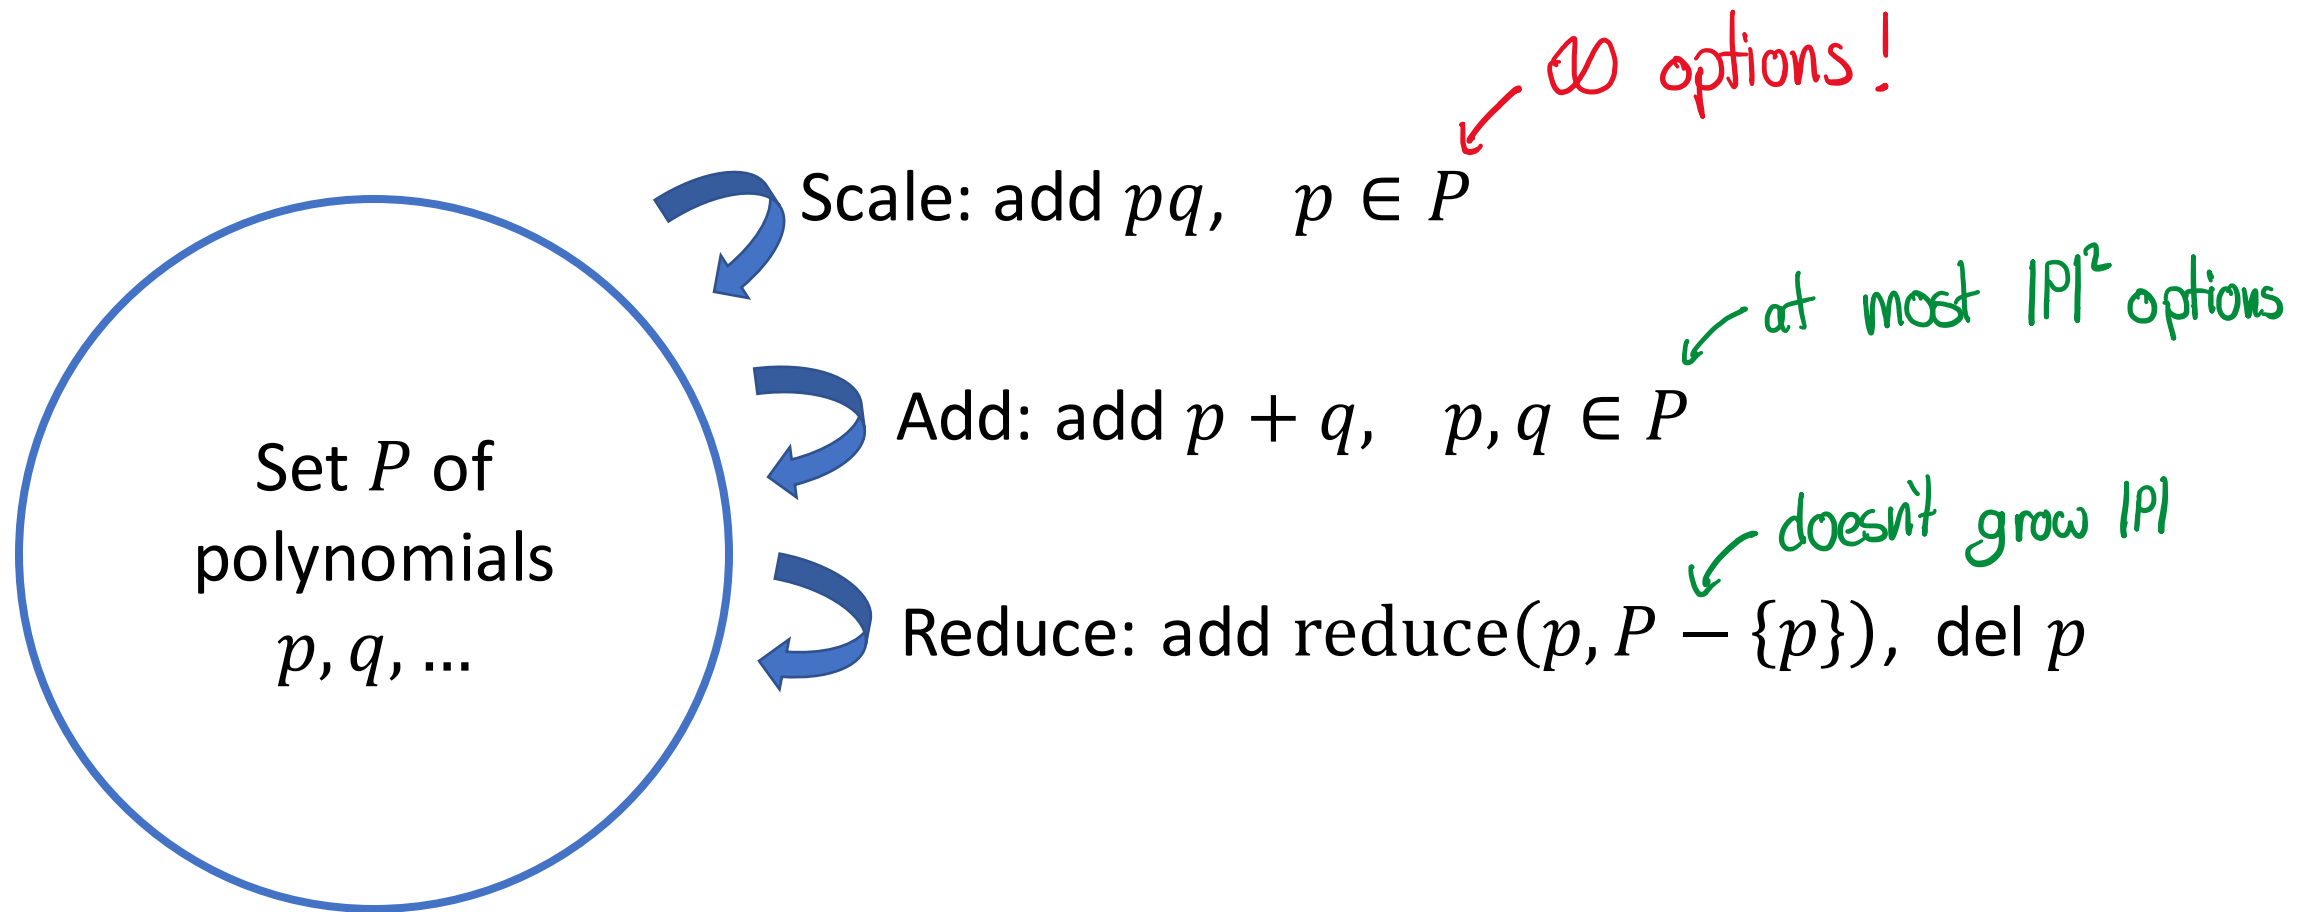 ∞ options!
Scale: add 𝑝𝑞, 𝑝 ∈ 𝑃
at most |P|² options
Add: add 𝑝 + 𝑞, 𝑝, 𝑞 ∈ 𝑃
Set 𝑃 of
polynomials
𝑝, 𝑞, …
doesn't grow |P|
Reduce: add reduce(𝑝, 𝑃 − {𝑝}), del 𝑝